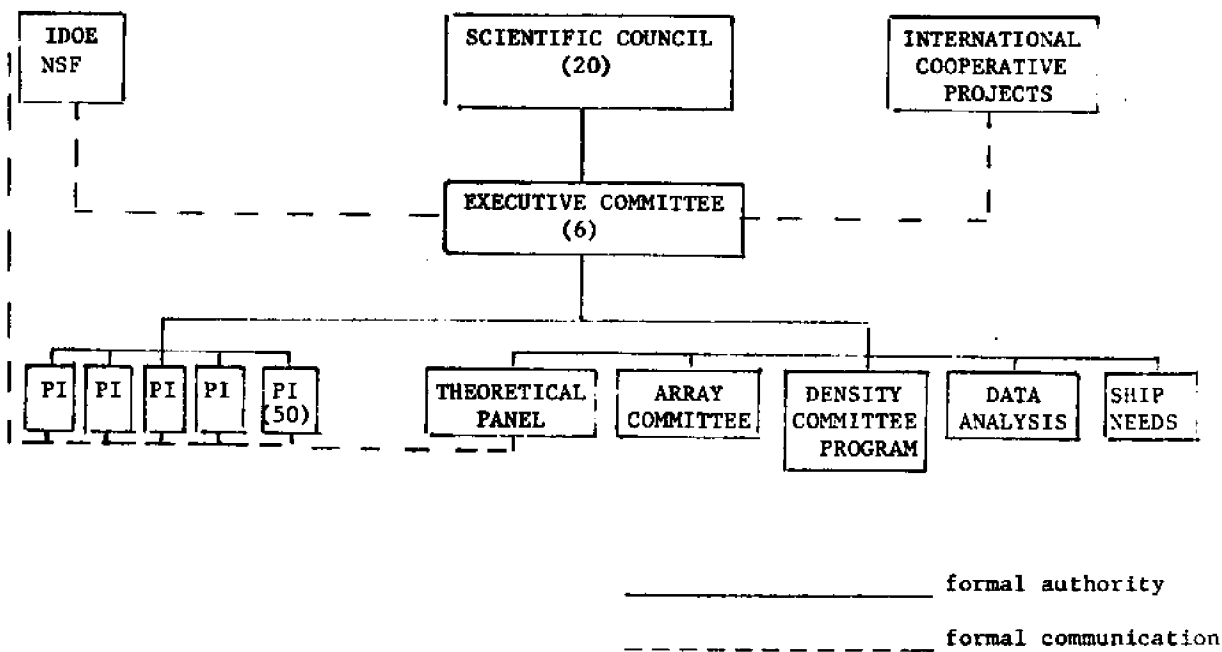 IDOE
NSF
SCIENTIFIC COUNCIL
(20)
INTERNATIONAL
COOPERATIVE
PROJECTS
EXECUTIVE COMMITTEE
(6)
PI
PI
PI
PI
PI
(50)
THEORETICAL
PANEL
ARRAY
COMMITTEE
DENSITY
COMMITTEE
PROGRAM
DATA
ANALYSIS
SHIP
NEEDS
formal authority
formal communication